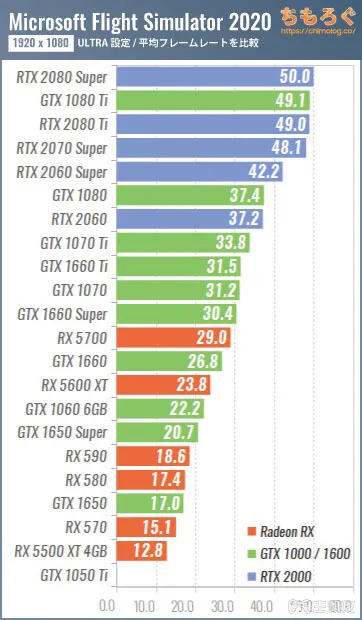 Microsoft Flight Simulator 2020
ちもろぐ
https://chimolog.co/
1920 x 1080 ULTRA 設定 / 平均フレームレートを比較
RTX 2080 Super 50.0
GTX 1080 Ti 49.1
RTX 2080 Ti 49.0
RTX 2070 Super 48.1
RTX 2060 Super 42.2
GTX 1080 37.4
RTX 2060 37.2
GTX 1070 Ti 33.8
GTX 1660 Ti 31.5
GTX 1070 31.2
GTX 1660 Super 30.4
RX 5700 29.0
GTX 1660 26.8
RX 5600 XT 23.8
GTX 1060 6GB 22.2
GTX 1650 Super 20.7
RX 590 18.6
RX 580 17.4
GTX 1650 17.0
RX 570 15.1
RX 5500 XT 4GB 12.8
GTX 1050 Ti
Radeon RX
GTX 1000 / 1600
RTX 2000
0.0 10.0 20.0 30.0 40.0 50.0